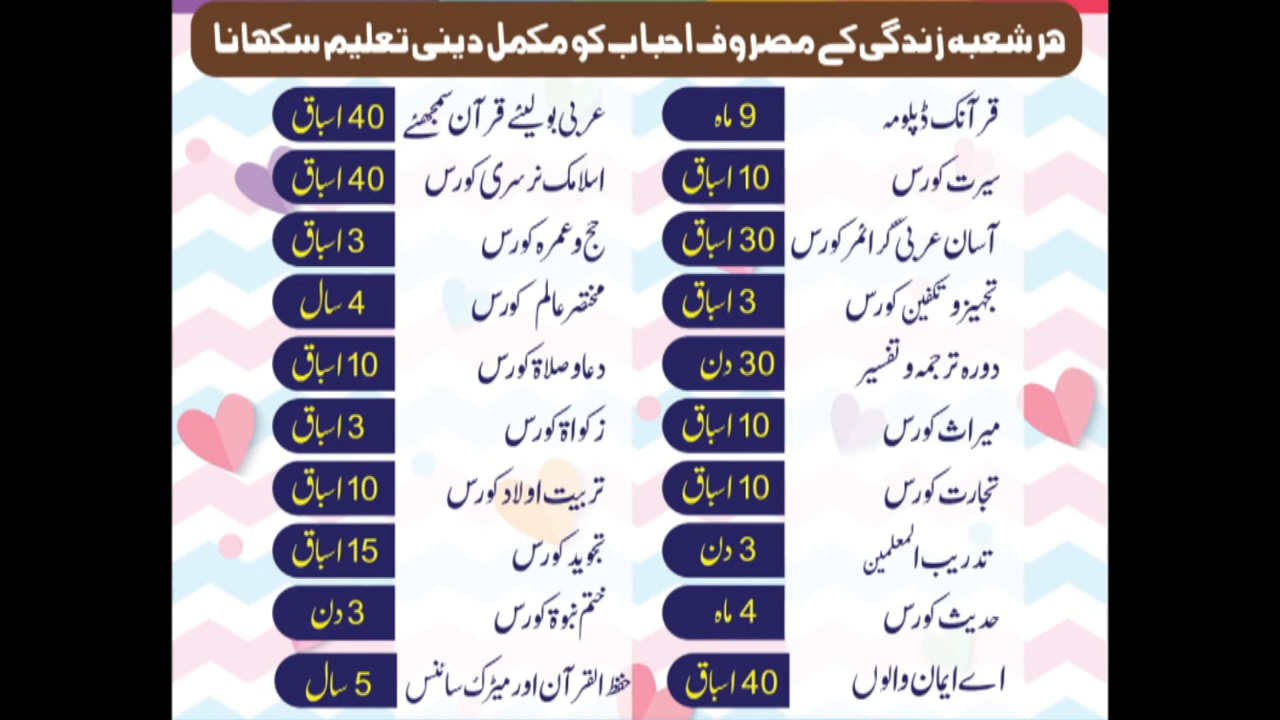 هر شعبه زندگی کے مصروف احباب کو مکمل دینی تعلیم سکھانا
قرآنک ڈپلومہ 9 ماہ
سیرت کورس 10 اسباق
آسان عربی گرائمر کورس 30 اسباق
تجہیز و تکفین کورس 3 اسباق
دورہ ترجمہ و تفسیر 30 دن
میراث کورس 10 اسباق
تجارت کورس 10 اسباق
تدریب المعلمین 3 دن
حدیث کورس 4 ماہ
اے ایمان والوں 40 اسباق
عربی بولیئے قرآن سمجھئے 40 اسباق
اسلامک نرسری کورس 40 اسباق
حج و عمرہ کورس 3 اسباق
مختصر عالم کورس 4 سال
دعا و صلاۃ کورس 10 اسباق
زکواۃ کورس 3 اسباق
تربیت اولاد کورس 10 اسباق
تجوید کورس 15 اسباق
ختم نبوۃ کورس 3 دن
حفظ القرآن اور میٹرک سائنس 5 سال